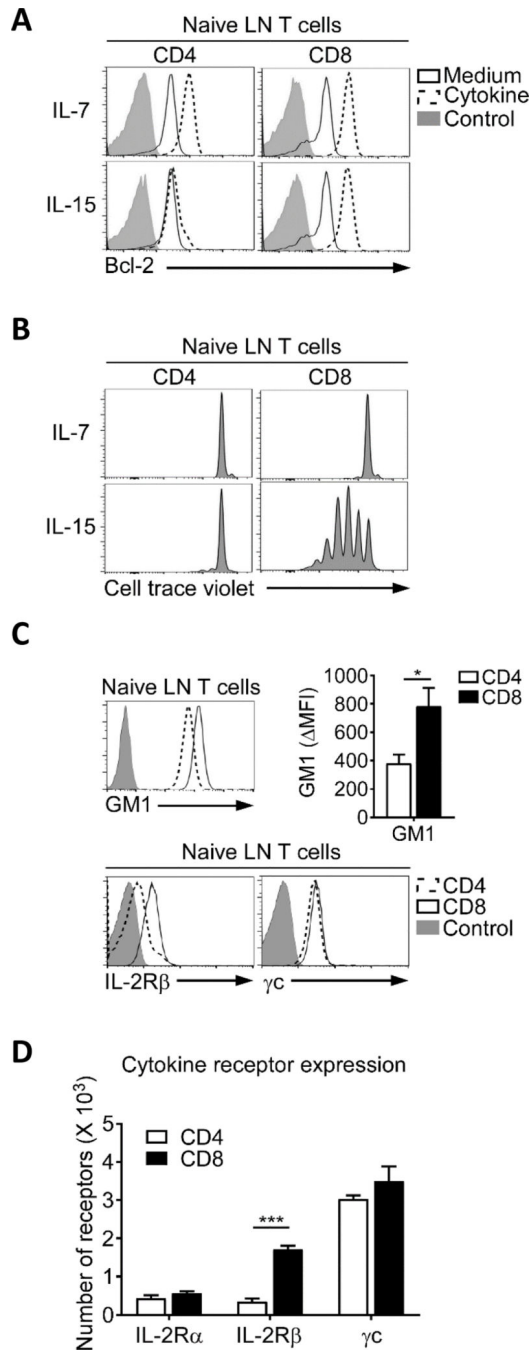 A
Naive LN T cells
CD4 CD8
Medium
Cytokine
Control
IL-7
IL-15
Bcl-2
B
Naive LN T cells
CD4 CD8
IL-7
IL-15
Cell trace violet
C
Naive LN T cells
GM1
GM1 (ΔMFI)
1000
800
600
400
200
0
*
GM1
CD4
CD8
Naive LN T cells
IL-2Rβ γc
CD4
CD8
Control
D
Cytokine receptor expression
Number of receptors (X 10³)
5
4
3
2
1
0
CD4
CD8
***
IL-2Rα IL-2Rβ γc